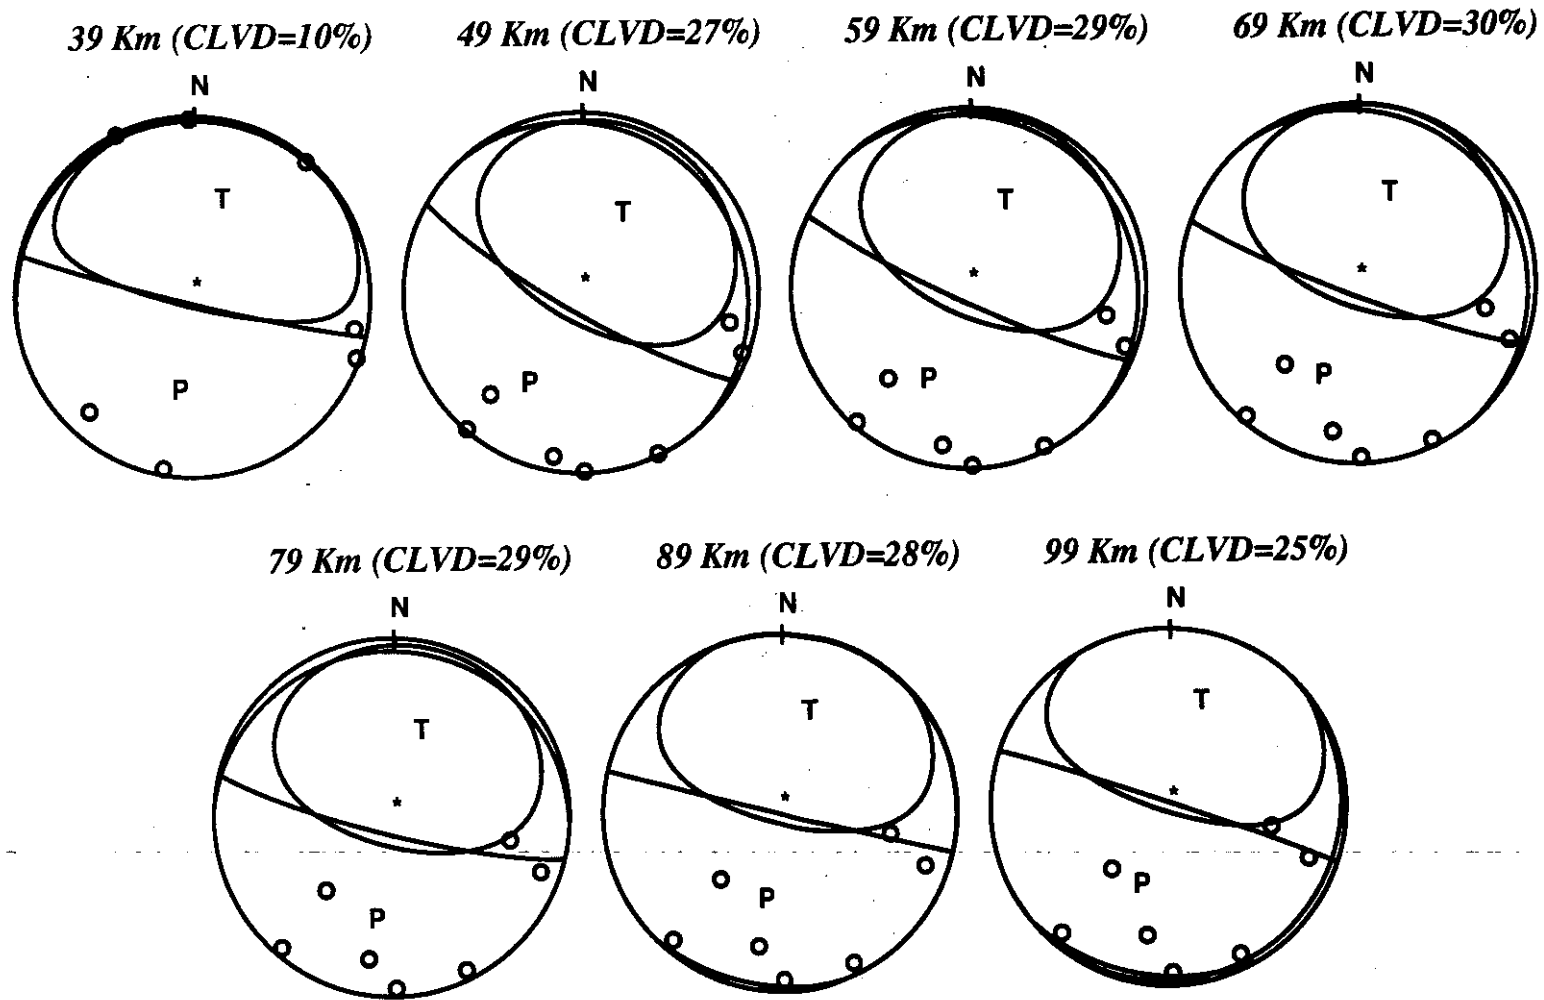 39 Km (CLVD=10%)
49 Km (CLVD=27%)
59 Km (CLVD=29%)
69 Km (CLVD=30%)
N
N
N
N
T
T
T
T
*
*
*
*
P
P
P
P
79 Km (CLVD=29%)
89 Km (CLVD=28%)
99 Km (CLVD=25%)
N
N
N
T
T
T
*
*
*
P
P
P